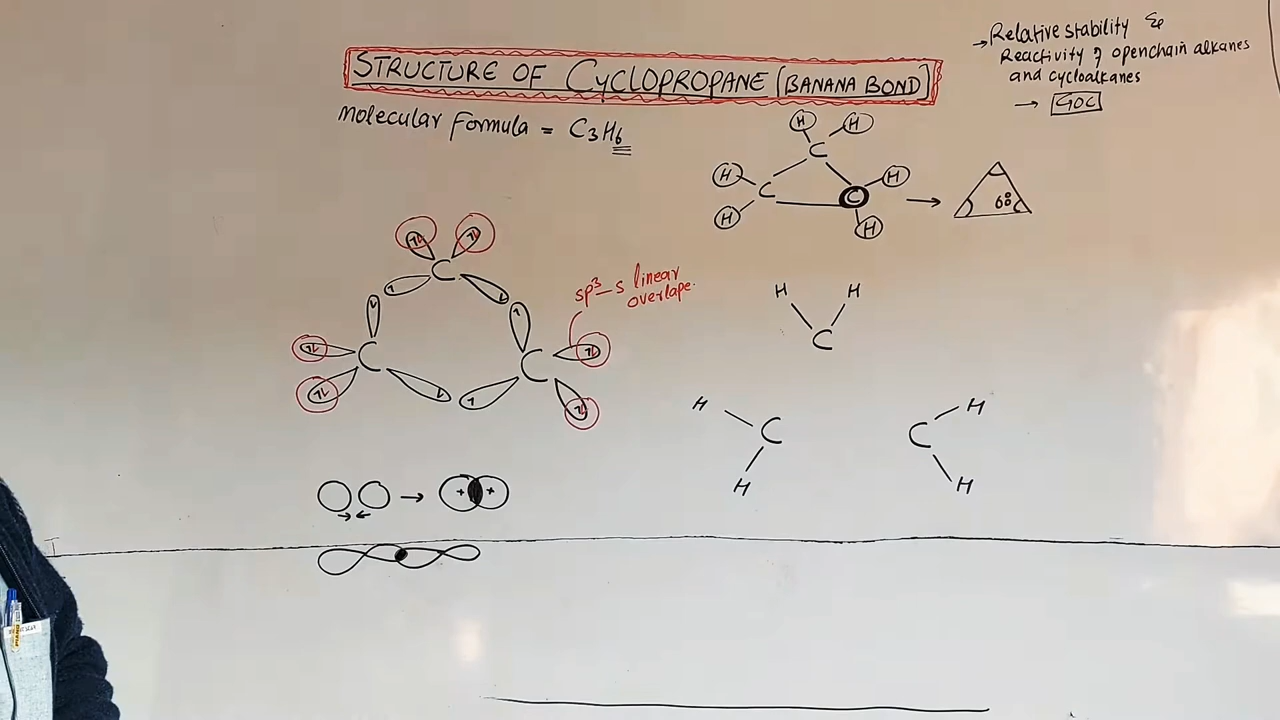 → Relative stability &
Reactivity of openchain alkanes
and cycloalkanes
→ GOC
STRUCTURE OF CYCLOPROPANE [BANANA BOND]
Molecular Formula = C₃H₆
H H
C
H C C H
H H
60°
C
C C
sp³–s linear
overlape.
H H
C
H C C H
H H
+ +